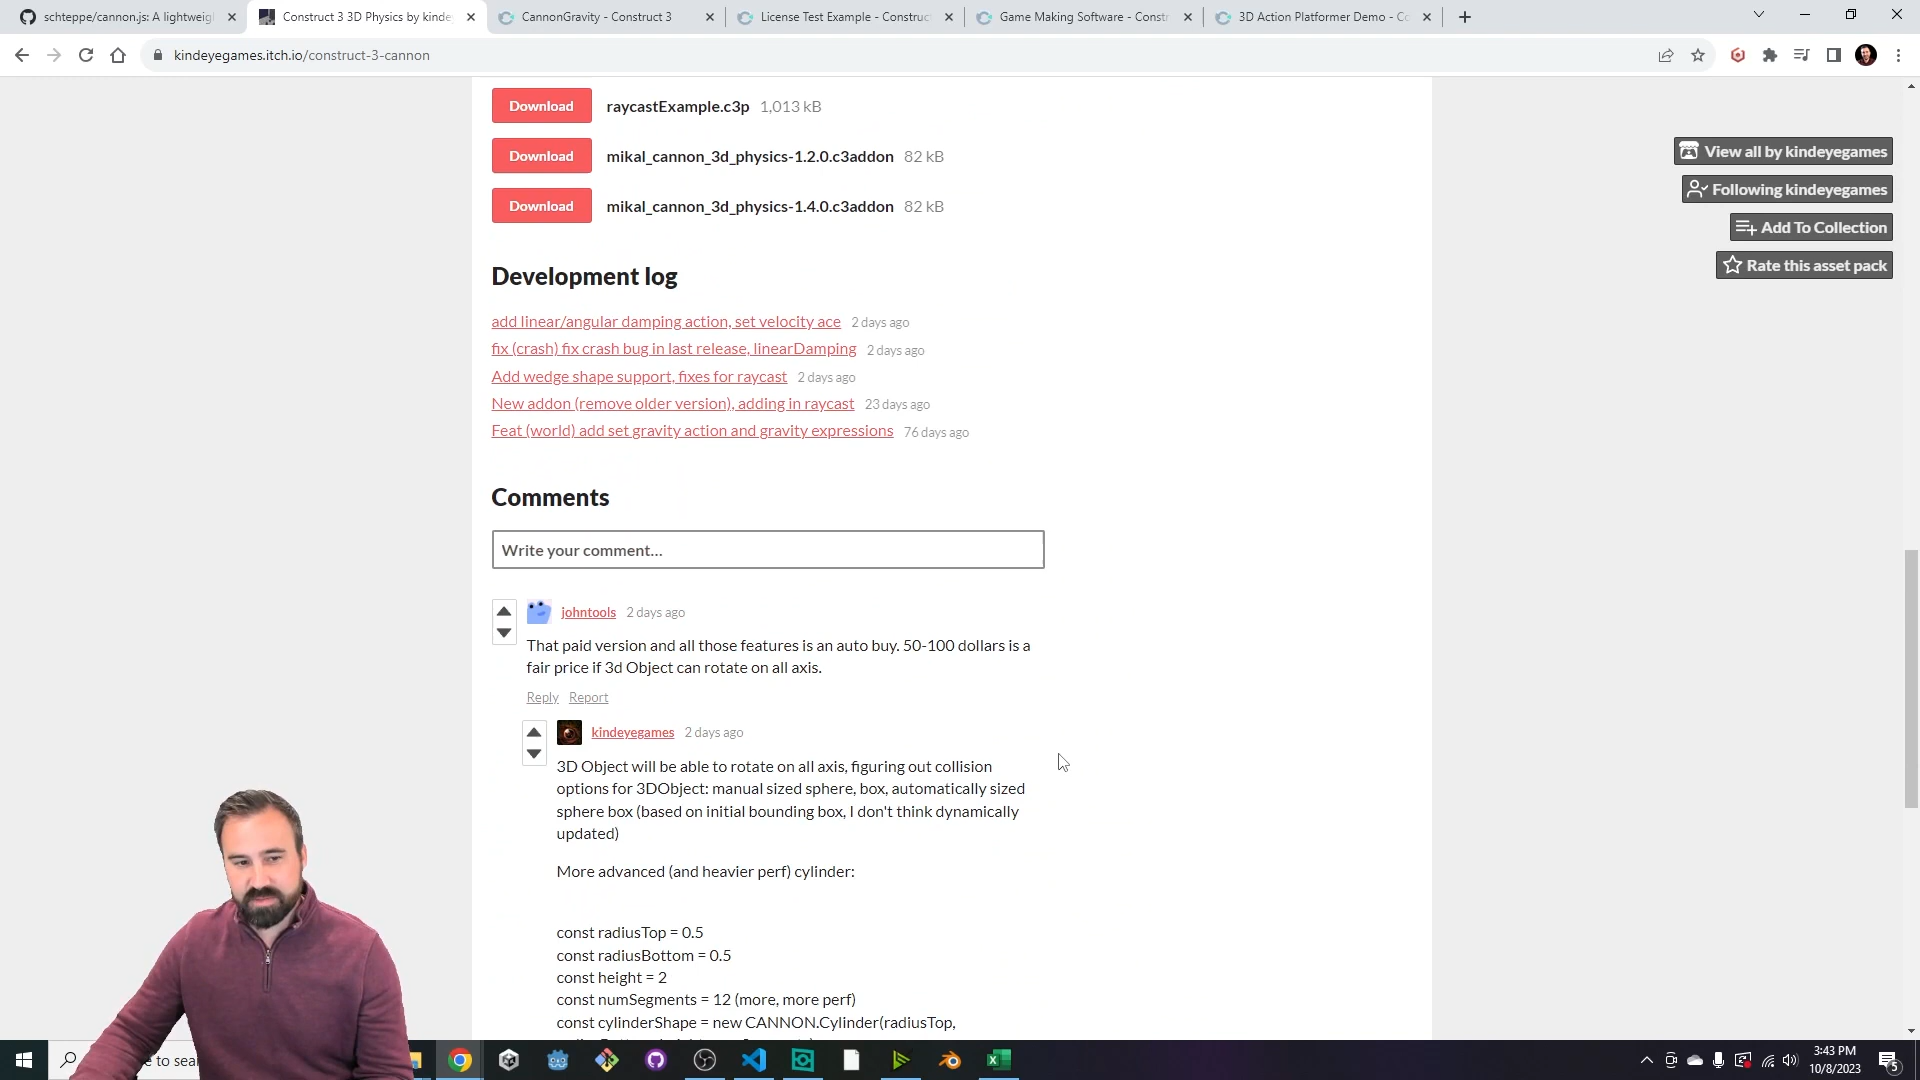 schteppe/cannon.js: A lightweigh
Construct 3 3D Physics by kinde
CannonGravity - Construct 3
License Test Example - Construc
Game Making Software - Constr
3D Action Platformer Demo - Co
kindeyegames.itch.io/construct-3-cannon
Download raycastExample.c3p 1,013 kB
Download mikal_cannon_3d_physics-1.2.0.c3addon 82 kB
Download mikal_cannon_3d_physics-1.4.0.c3addon 82 kB
View all by kindeyegames
Following kindeyegames
Add To Collection
Rate this asset pack
Development log
add linear/angular damping action, set velocity ace 2 days ago
fix (crash) fix crash bug in last release, linearDamping 2 days ago
Add wedge shape support, fixes for raycast 2 days ago
New addon (remove older version), adding in raycast 23 days ago
Feat (world) add set gravity action and gravity expressions 76 days ago
Comments
Write your comment...
johntools 2 days ago
That paid version and all those features is an auto buy. 50-100 dollars is a
fair price if 3d Object can rotate on all axis.
Reply Report
kindeyegames 2 days ago
3D Object will be able to rotate on all axis, figuring out collision
options for 3DObject: manual sized sphere, box, automatically sized
sphere box (based on initial bounding box, I don't think dynamically
updated)
More advanced (and heavier perf) cylinder:
const radiusTop = 0.5
const radiusBottom = 0.5
const height = 2
const numSegments = 12 (more, more perf)
const cylinderShape = new CANNON.Cylinder(radiusTop,
e to sear
3:43 PM
10/8/2023
5